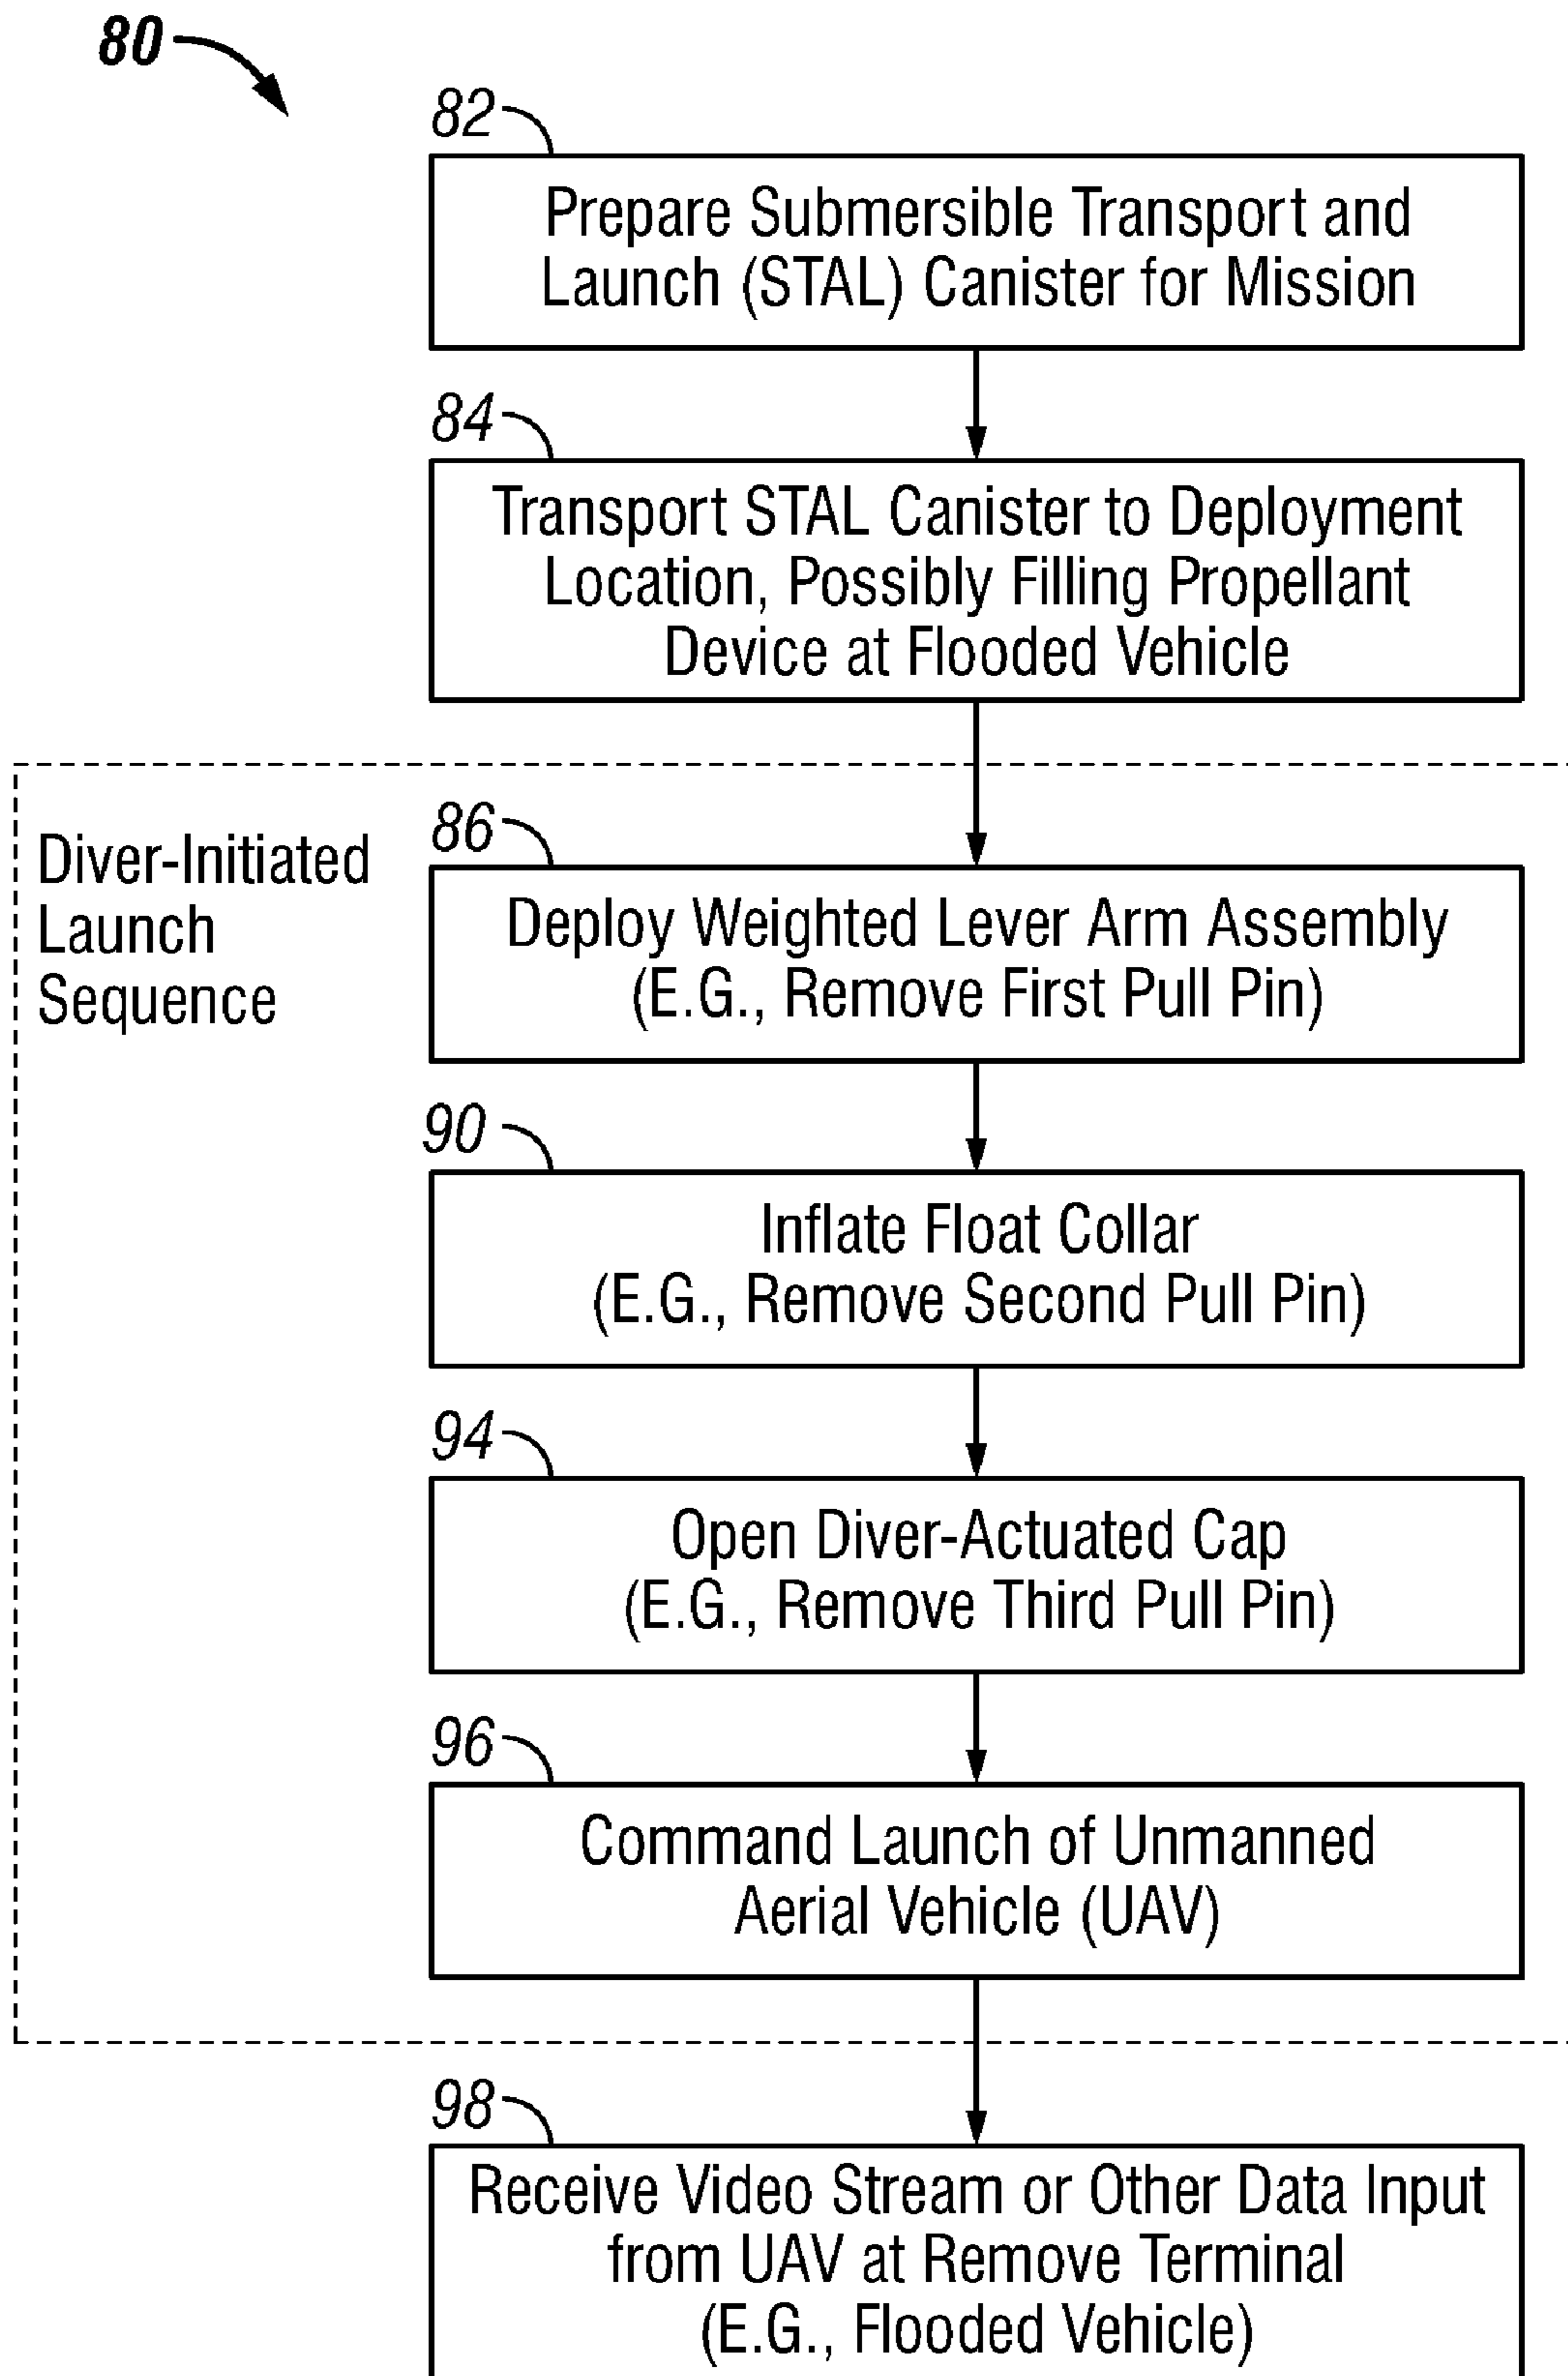 80
82
Prepare Submersible Transport and
Launch (STAL) Canister for Mission
84
Transport STAL Canister to Deployment
Location, Possibly Filling Propellant
Device at Flooded Vehicle
Diver-Initiated
Launch
Sequence
86
Deploy Weighted Lever Arm Assembly
(E.G., Remove First Pull Pin)
90
Inflate Float Collar
(E.G., Remove Second Pull Pin)
94
Open Diver-Actuated Cap
(E.G., Remove Third Pull Pin)
96
Command Launch of Unmanned
Aerial Vehicle (UAV)
98
Receive Video Stream or Other Data Input
from UAV at Remove Terminal
(E.G., Flooded Vehicle)